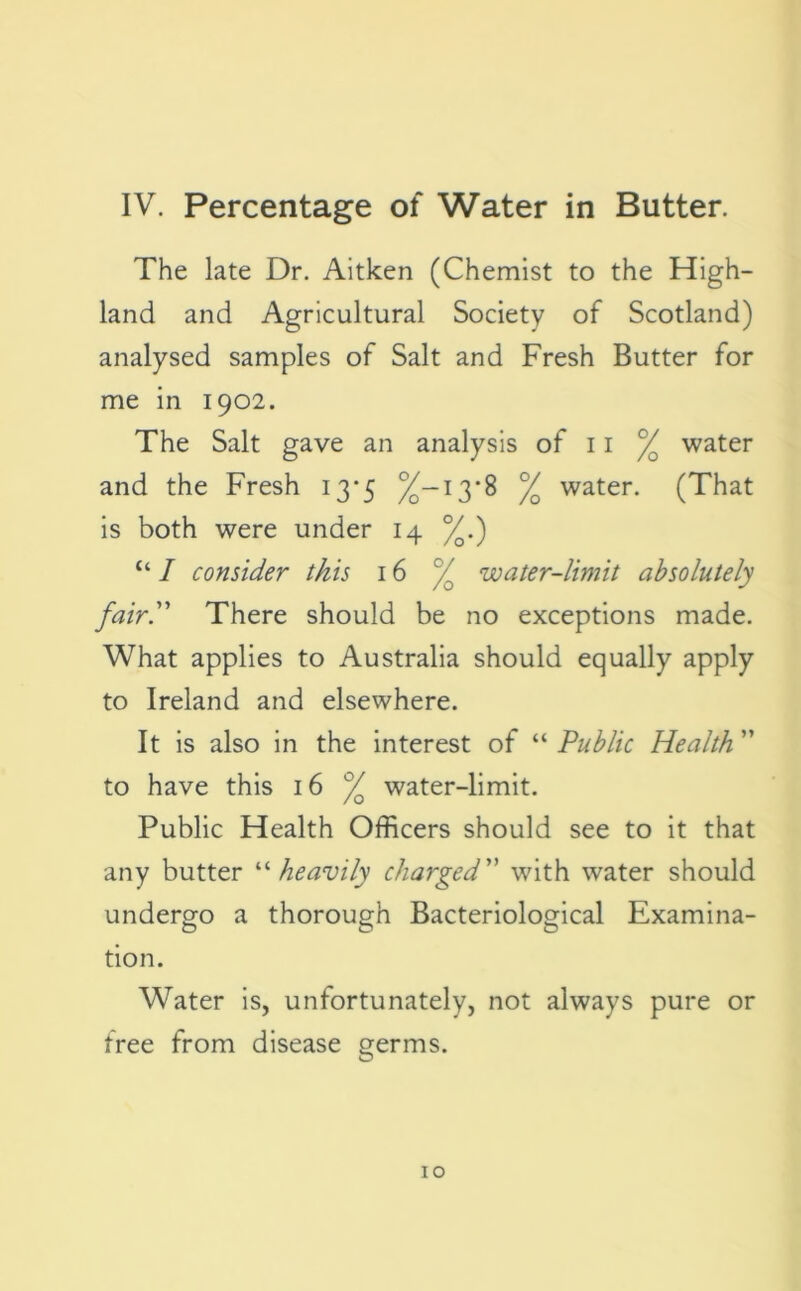 IV. Percentage of Water in Butter.
The late Dr. Aitken (Chemist to the High-
land and Agricultural Society of Scotland)
analysed samples of Salt and Fresh Butter for
me in 1902.
The Salt gave an analysis of 11 % water
and the Fresh 13·5 %-13·8 % water. (That
is both were under 14 %.)
“I consider this 16 % water-limit absolutely
fair.” There should be no exceptions made.
What applies to Australia should equally apply
to Ireland and elsewhere.
It is also in the interest of “Public Health”
to have this 16 % water-limit.
Public Health Officers should see to it that
any butter “heavily charged” with water should
undergo a thorough Bacteriological Examina-
tion.
Water is, unfortunately, not always pure or
free from disease germs.
10